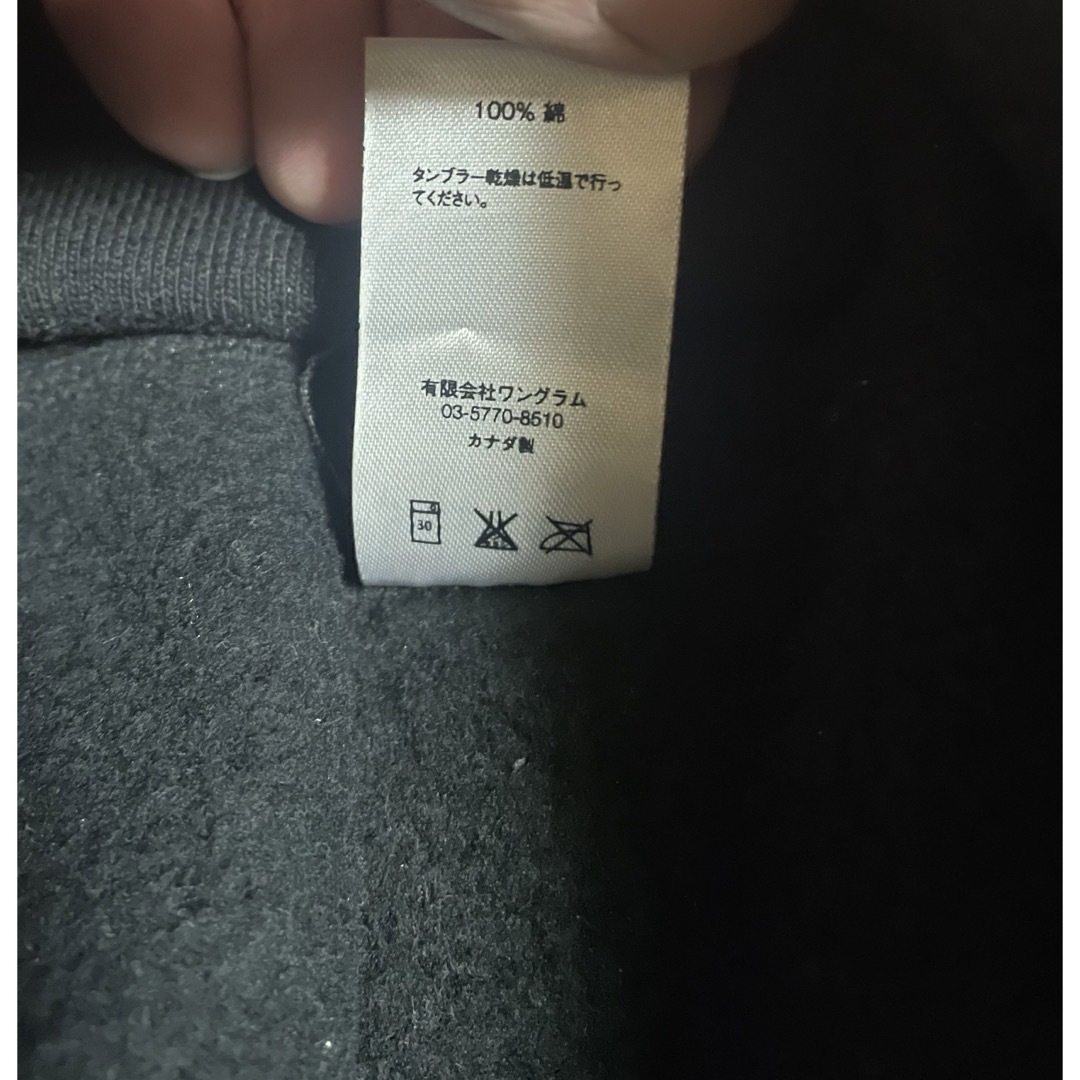 100% 綿
タンブラー乾燥は低温で行っ
てください。
有限会社ワングラム
03-5770-8510
カナダ製
30